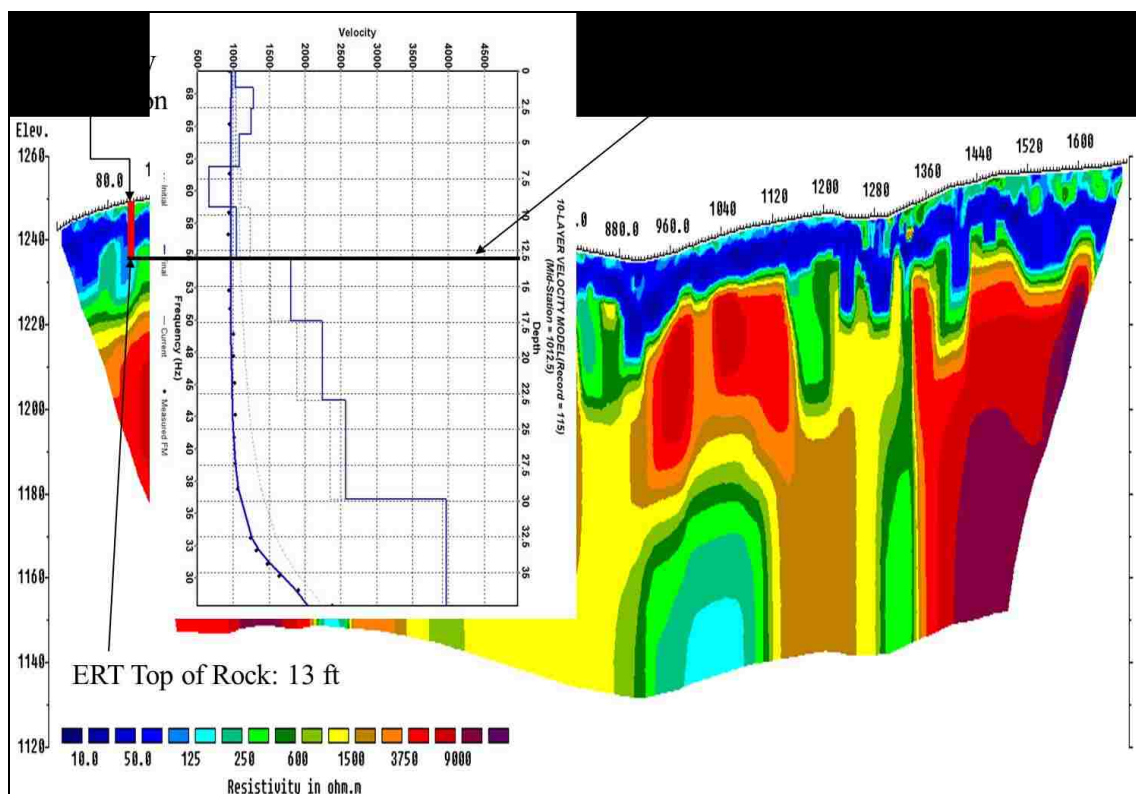 Velocity
500 1000 1500 2000 2500 3000 3500 4000 4500
on
Elev.
1260
1240
1220
1200
1180
1160
1140
1120
80.0
0 2.5 5 7.5 10 12.5 15 17.5 20 22.5 25 27.5 30 32.5 35
Depth
10-LAYER VELOCITY MODEL(Record = 115)
(Mid-Station = 1012.5)
68 65 63 60 58 53 50 48 45 43 40 38 35 33 30
Frequency (Hz)
Initial
Current
Measured FM
880.0 960.0 1040 1120 1200 1280 1360 1440 1520 1600
ERT Top of Rock: 13 ft
10.0 50.0 125 250 600 1500 3750 9000
Resistivity in ohm.m